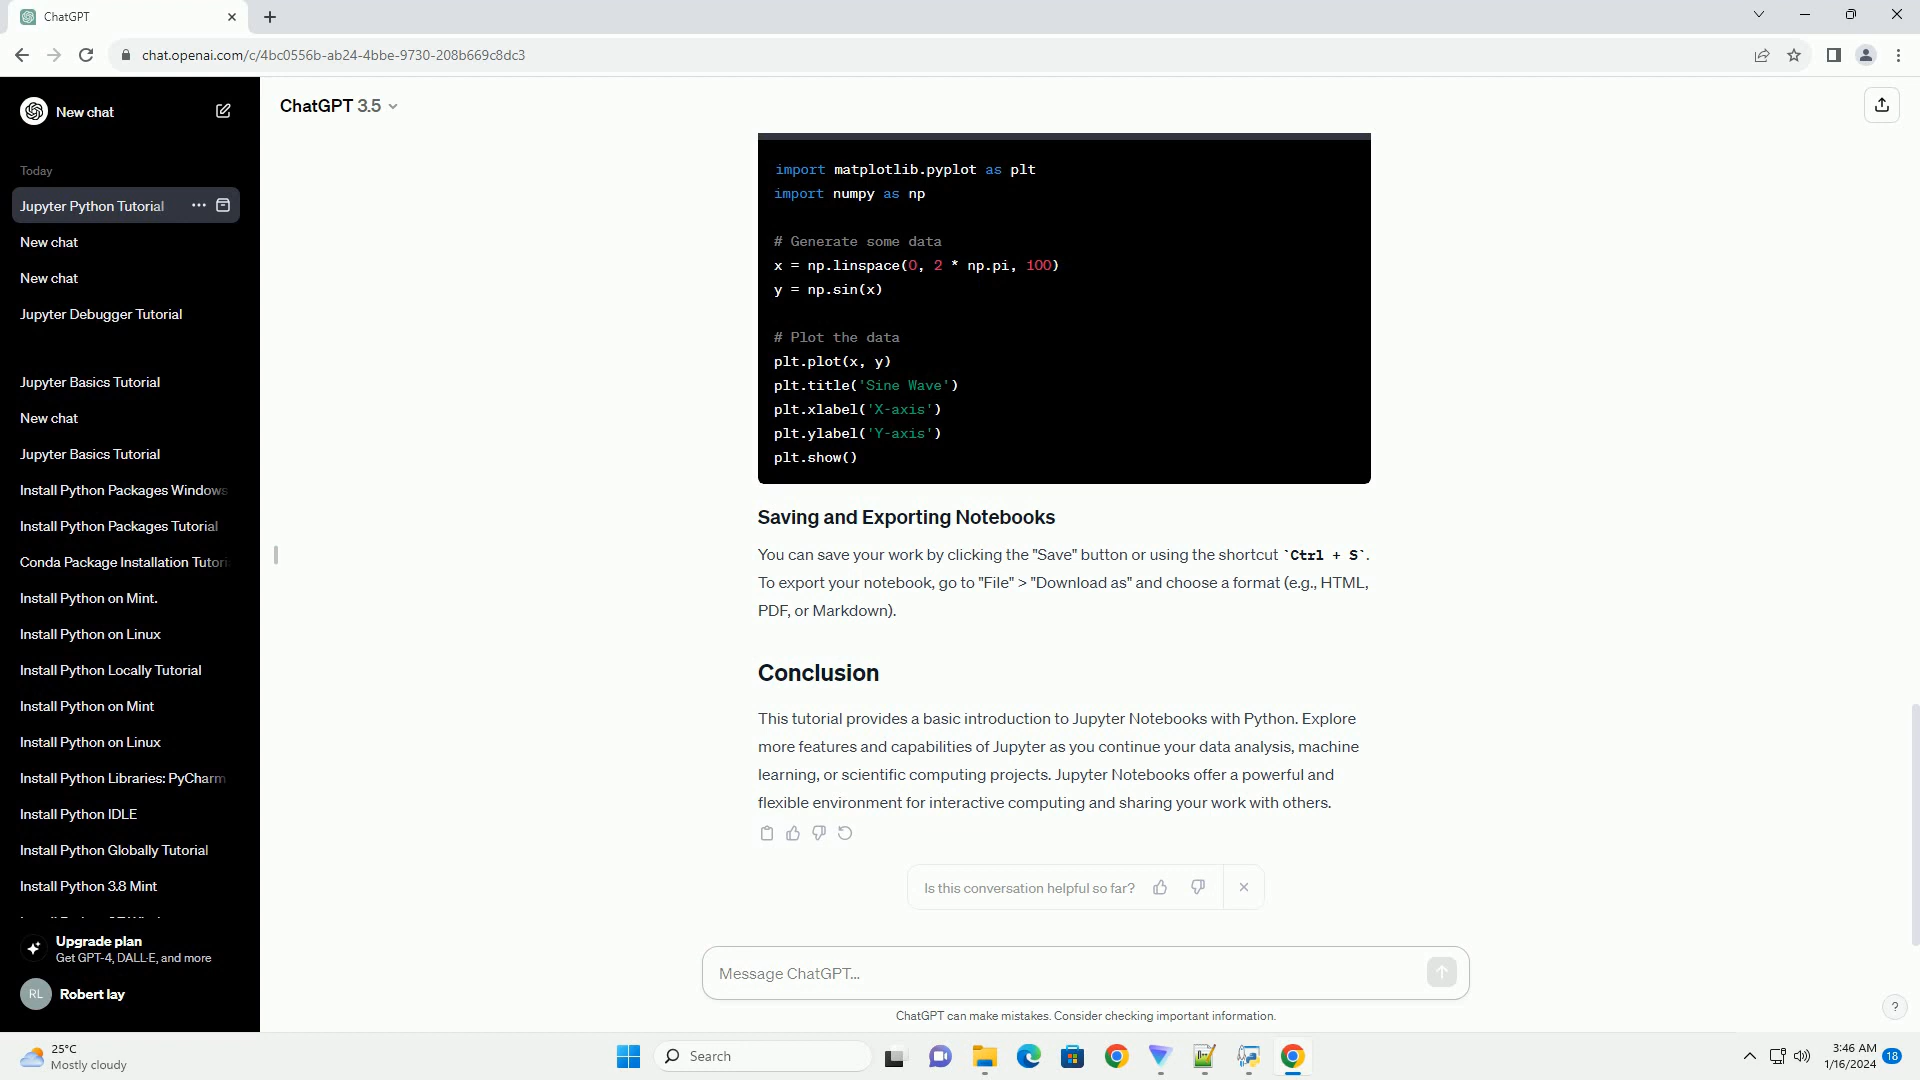 ChatGPT
chat.openai.com/c/4bc0556b-ab24-4bbe-9730-208b669c8dc3
New chat
ChatGPT 3.5
Today
Jupyter Python Tutorial
New chat
New chat
Jupyter Debugger Tutorial
Jupyter Basics Tutorial
New chat
Jupyter Basics Tutorial
Install Python Packages Windows
Install Python Packages Tutorial
Conda Package Installation Tutori
Install Python on Mint.
Install Python on Linux
Install Python Locally Tutorial
Install Python on Mint
Install Python on Linux
Install Python Libraries: PyCharm
Install Python IDLE
Install Python Globally Tutorial
Install Python 3.8 Mint
Upgrade plan
Get GPT-4, DALL·E, and more
RL
Robert lay
import matplotlib.pyplot as plt
import numpy as np
# Generate some data
x = np.linspace(0, 2 * np.pi, 100)
y = np.sin(x)
# Plot the data
plt.plot(x, y)
plt.title('Sine Wave')
plt.xlabel('X-axis')
plt.ylabel('Y-axis')
plt.show()
Saving and Exporting Notebooks
You can save your work by clicking the "Save" button or using the shortcut `Ctrl + S`.
To export your notebook, go to "File" > "Download as" and choose a format (e.g., HTML,
PDF, or Markdown).
Conclusion
This tutorial provides a basic introduction to Jupyter Notebooks with Python. Explore
more features and capabilities of Jupyter as you continue your data analysis, machine
learning, or scientific computing projects. Jupyter Notebooks offer a powerful and
flexible environment for interactive computing and sharing your work with others.
Is this conversation helpful so far?
Message ChatGPT...
ChatGPT can make mistakes. Consider checking important information.
?
25°C
Mostly cloudy
Search
3:46 AM
1/16/2024
18